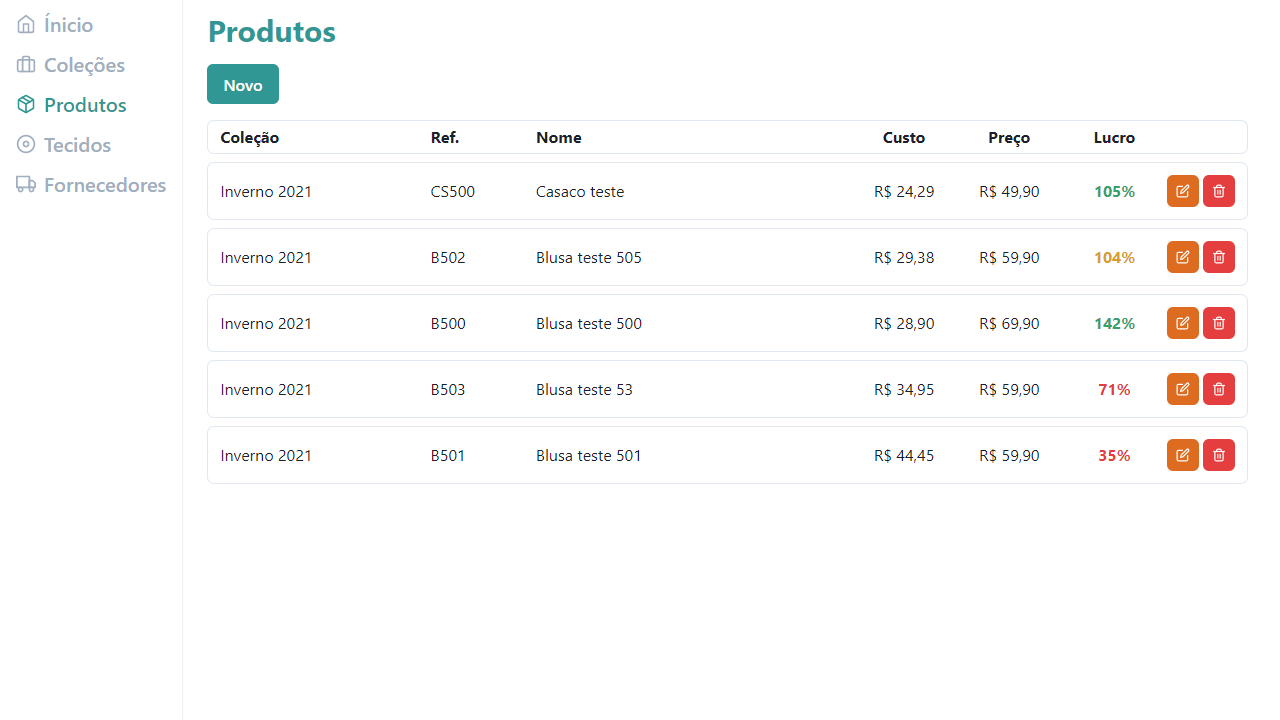 Ínicio
Coleções
Produtos
Tecidos
Fornecedores
Produtos
Novo
Coleção Ref. Nome Custo Preço Lucro
Inverno 2021 CS500 Casaco teste R$ 24,29 R$ 49,90 105%
Inverno 2021 B502 Blusa teste 505 R$ 29,38 R$ 59,90 104%
Inverno 2021 B500 Blusa teste 500 R$ 28,90 R$ 69,90 142%
Inverno 2021 B503 Blusa teste 53 R$ 34,95 R$ 59,90 71%
Inverno 2021 B501 Blusa teste 501 R$ 44,45 R$ 59,90 35%